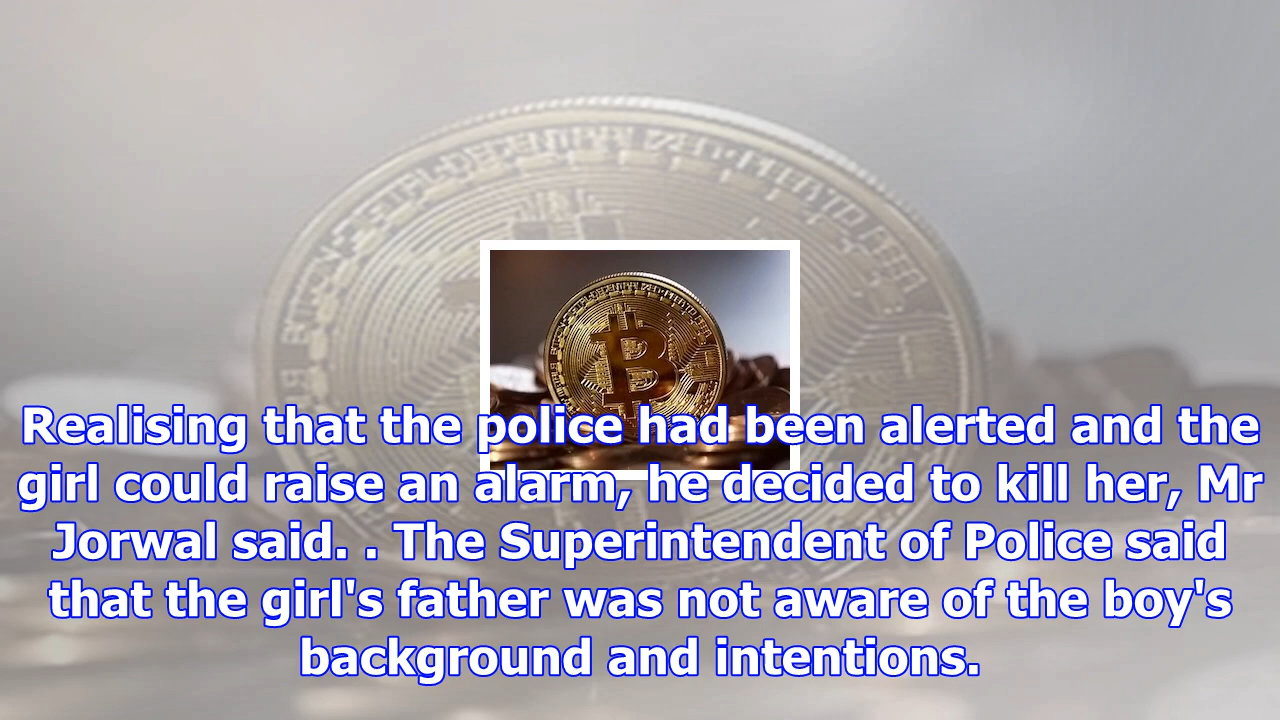 Realising that the police had been alerted and the
girl could raise an alarm, he decided to kill her, Mr
Jorwal said. . The Superintendent of Police said
that the girl's father was not aware of the boy's
background and intentions.